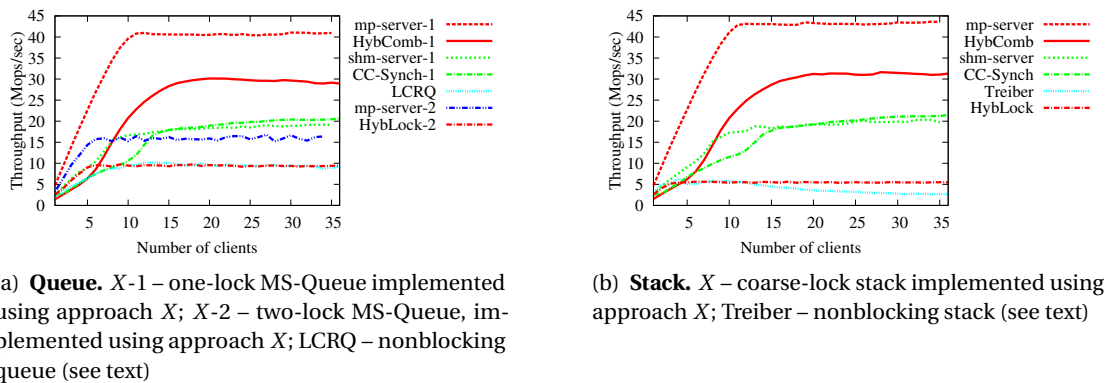 45
40
35
30
25
20
15
10
5
0
Throughput (Mops/sec)
5 10 15 20 25 30 35
Number of clients
mp-server-1
HybComb-1
shm-server-1
CC-Synch-1
LCRQ
mp-server-2
HybLock-2
45
40
35
30
25
20
15
10
5
0
Throughput (Mops/sec)
5 10 15 20 25 30 35
Number of clients
mp-server
HybComb
shm-server
CC-Synch
Treiber
HybLock
a) Queue. X-1 – one-lock MS-Queue implemented
using approach X; X-2 – two-lock MS-Queue, im-
plemented using approach X; LCRQ – nonblocking
queue (see text)
(b) Stack. X – coarse-lock stack implemented using
approach X; Treiber – nonblocking stack (see text)